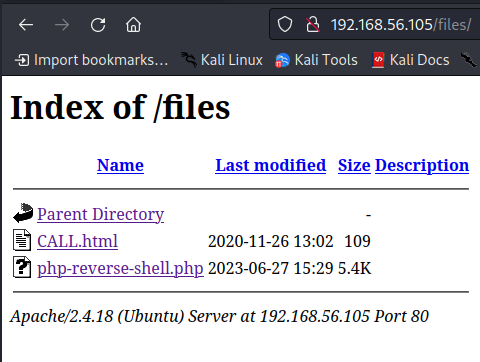 192.168.56.105/files/
Import bookmarks… Kali Linux Kali Tools Kali Docs
Index of /files
Name Last modified Size Description
Parent Directory -
CALL.html 2020-11-26 13:02 109
php-reverse-shell.php 2023-06-27 15:29 5.4K
Apache/2.4.18 (Ubuntu) Server at 192.168.56.105 Port 80